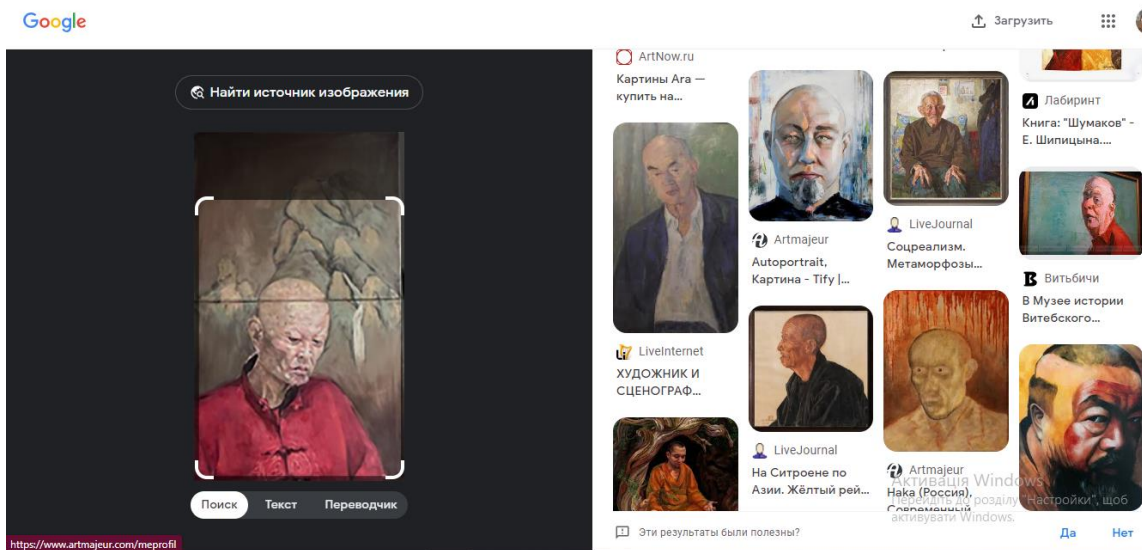 Google
Загрузить
Найти источник изображения
Поиск
Текст
Переводчик
https://www.artmajeur.com/meprofil
ArtNow.ru
Картины Ara —
купить на...
LiveInternet
ХУДОЖНИК И
СЦЕНОГРАФ...
Artmajeur
Autoportrait,
Картина - Tify |...
LiveJournal
На Ситроене по
Азии. Жёлтый рей...
LiveJournal
Соцреализм.
Метаморфозы...
Artmajeur
Haka (Россия),
Современный
Лабиринт
Книга: "Шумаков" -
Е. Шипицына....
Витьбичи
В Музее истории
Витебского...
Активація Windows
Перейдіть до розділу "Настройки", щоб
активувати Windows.
Эти результаты были полезны?
Да
Нет